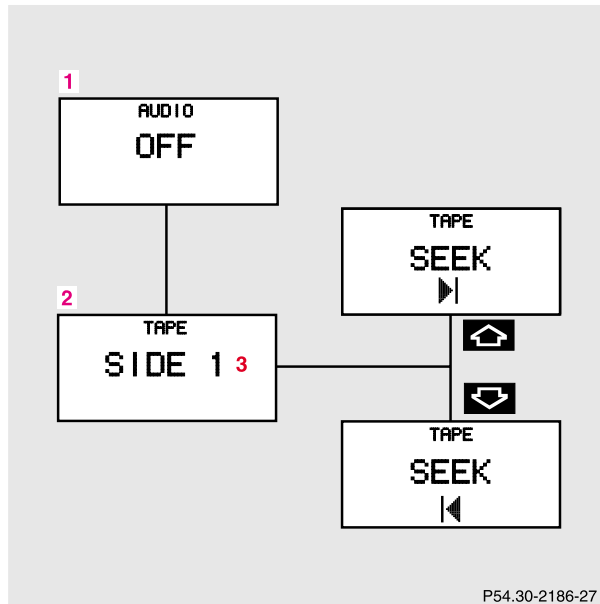 1
AUDIO
OFF
2
TAPE
SIDE 1 3
TAPE
SEEK
TAPE
SEEK
P54.30-2186-27